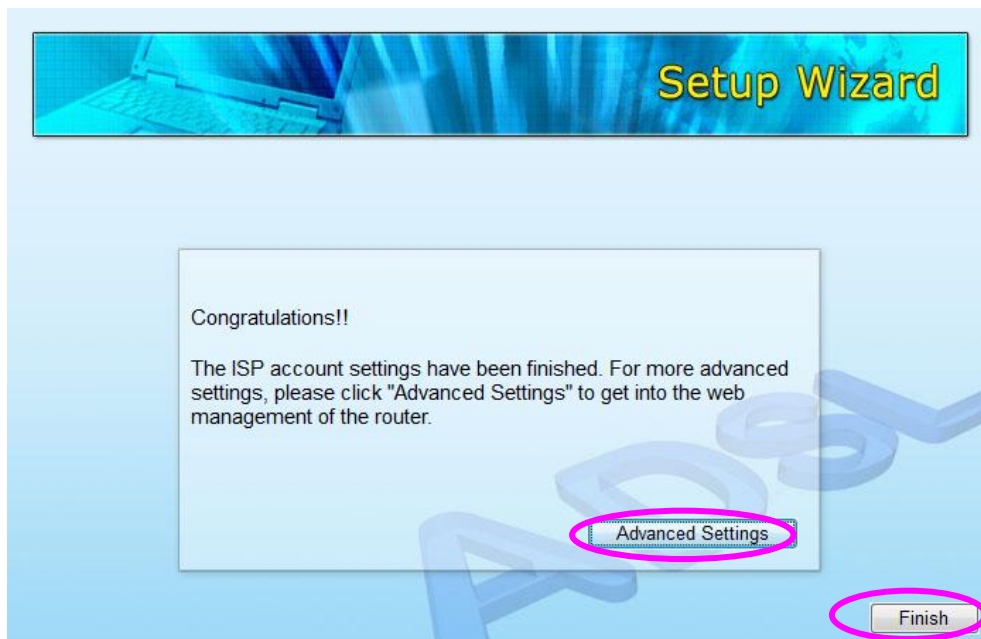 Setup Wizard
Congratulations!!
The ISP account settings have been finished. For more advanced
settings, please click "Advanced Settings" to get into the web
management of the router.
ADSL
Advanced Settings
Finish